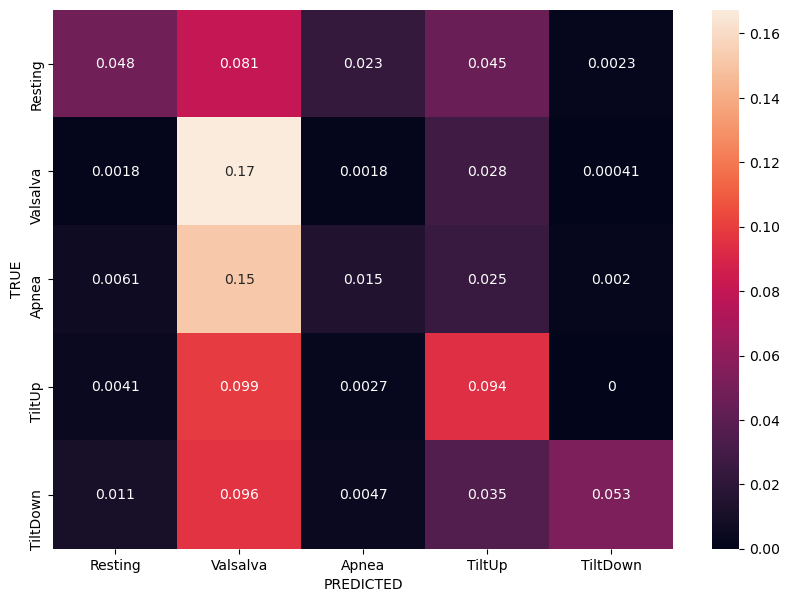 Resting 0.048 0.081 0.023 0.045 0.0023
Valsalva 0.0018 0.17 0.0018 0.028 0.00041
Apnea 0.0061 0.15 0.015 0.025 0.002
TiltUp 0.0041 0.099 0.0027 0.094 0
TiltDown 0.011 0.096 0.0047 0.035 0.053
TRUE
Resting Valsalva Apnea TiltUp TiltDown
PREDICTED
0.16
0.14
0.12
0.10
0.08
0.06
0.04
0.02
0.00